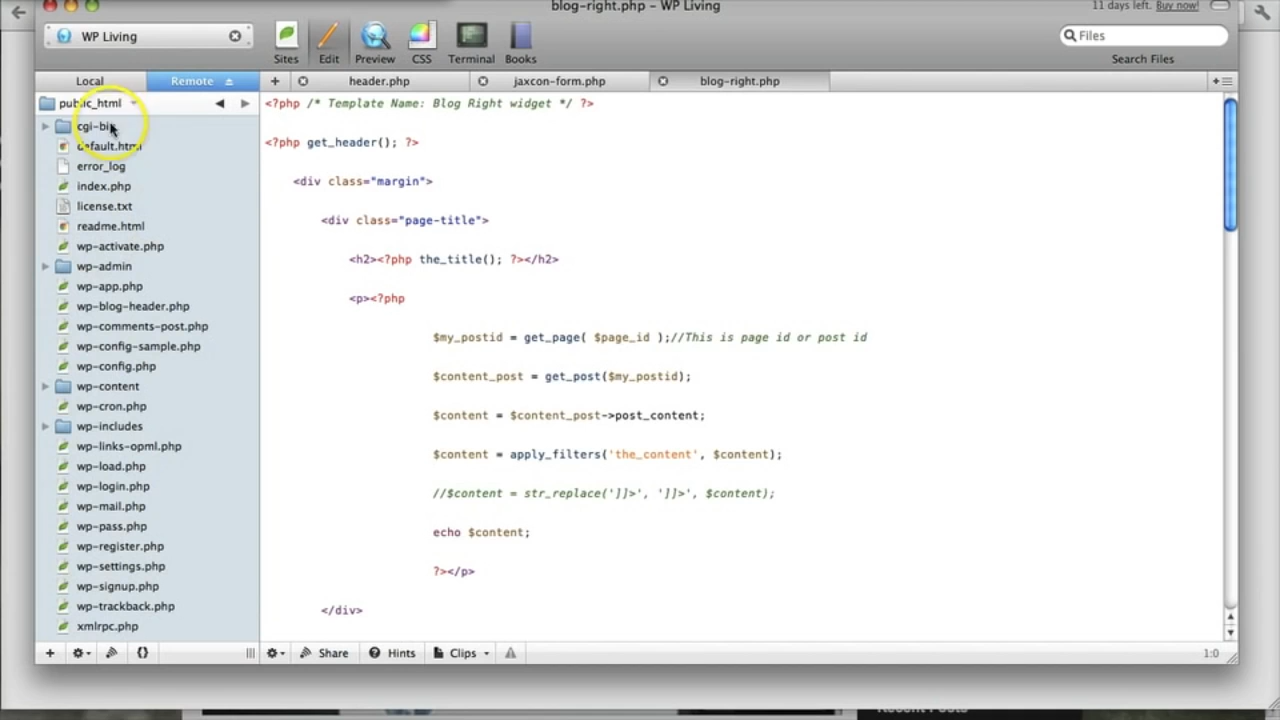 blog-right.php - WP Living
11 days left. Buy now!
WP Living
Sites
Edit
Preview
CSS
Terminal
Books
Files
Search Files
Local
Remote
header.php
jaxcon-form.php
blog-right.php
public_html
cgi-bin
default.html
error_log
index.php
license.txt
readme.html
wp-activate.php
wp-admin
wp-app.php
wp-blog-header.php
wp-comments-post.php
wp-config-sample.php
wp-config.php
wp-content
wp-cron.php
wp-includes
wp-links-opml.php
wp-load.php
wp-login.php
wp-mail.php
wp-pass.php
wp-register.php
wp-settings.php
wp-signup.php
wp-trackback.php
xmlrpc.php
<?php /* Template Name: Blog Right widget */ ?>
<?php get_header(); ?>
<div class="margin">
<div class="page-title">
<h2><?php the_title(); ?></h2>
<p><?php
$my_postid = get_page( $page_id );//This is page id or post id
$content_post = get_post($my_postid);
$content = $content_post->post_content;
$content = apply_filters('the_content', $content);
//$content = str_replace(']]>', ']]>', $content);
echo $content;
?></p>
</div>
Share
Hints
Clips
1:0
Recent Posts